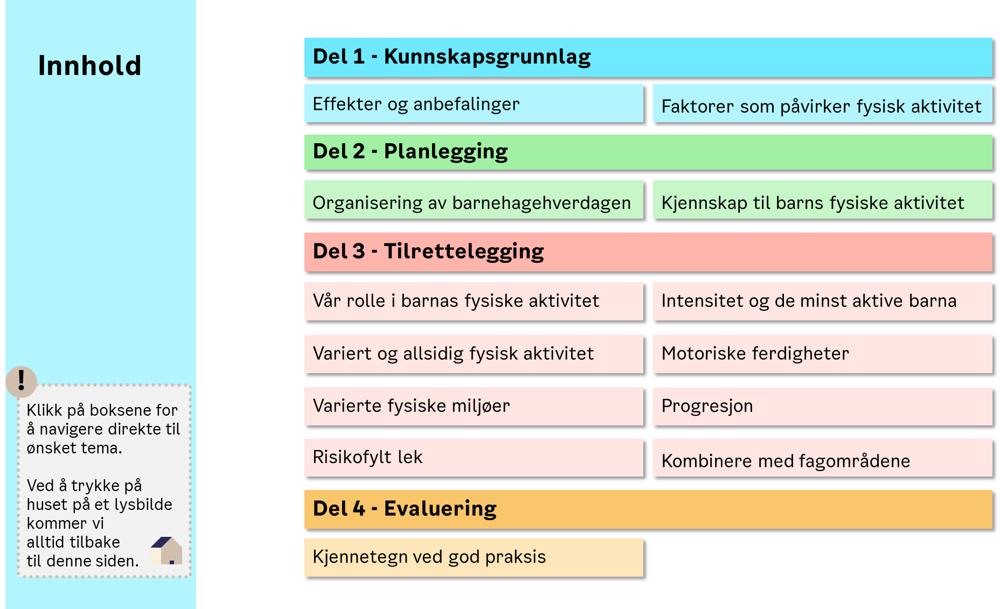 Innhold
Del 1 - Kunnskapsgrunnlag
Effekter og anbefalinger
Faktorer som påvirker fysisk aktivitet
Del 2 - Planlegging
Organisering av barnehagehverdagen
Kjennskap til barns fysiske aktivitet
Del 3 - Tilrettelegging
Vår rolle i barnas fysiske aktivitet
Intensitet og de minst aktive barna
Variert og allsidig fysisk aktivitet
Motoriske ferdigheter
Varierte fysiske miljøer
Progresjon
Risikofylt lek
Kombinere med fagområdene
Del 4 - Evaluering
Kjennetegn ved god praksis
!
Klikk på boksene for
å navigere direkte til
ønsket tema.
Ved å trykke på
huset på et lysbilde
kommer vi
alltid tilbake
til denne siden.